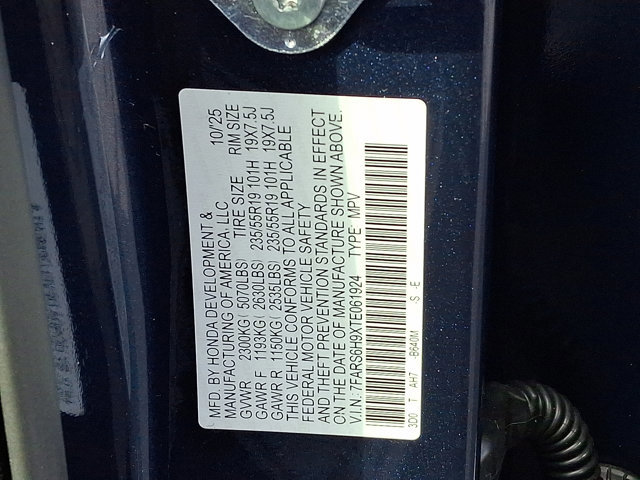 MFD. BY HONDA DEVELOPMENT &
MANUFACTURING OF AMERICA, LLC 10/25
GVWR 2300KG( 5070LBS) TIRE SIZE RIM SIZE
GAWR F 1193KG( 2630LBS) 235/55R19 101H 19X7.5J
GAWR R 1150KG( 2535LBS) 235/55R19 101H 19X7.5J
THIS VEHICLE CONFORMS TO ALL APPLICABLE
FEDERAL MOTOR VEHICLE SAFETY
AND THEFT PREVENTION STANDARDS IN EFFECT
ON THE DATE OF MANUFACTURE SHOWN ABOVE.
V.I.N.:7FARS6H9XTE061924 TYPE: MPV
3D0 T AH7 -B640M -S -E